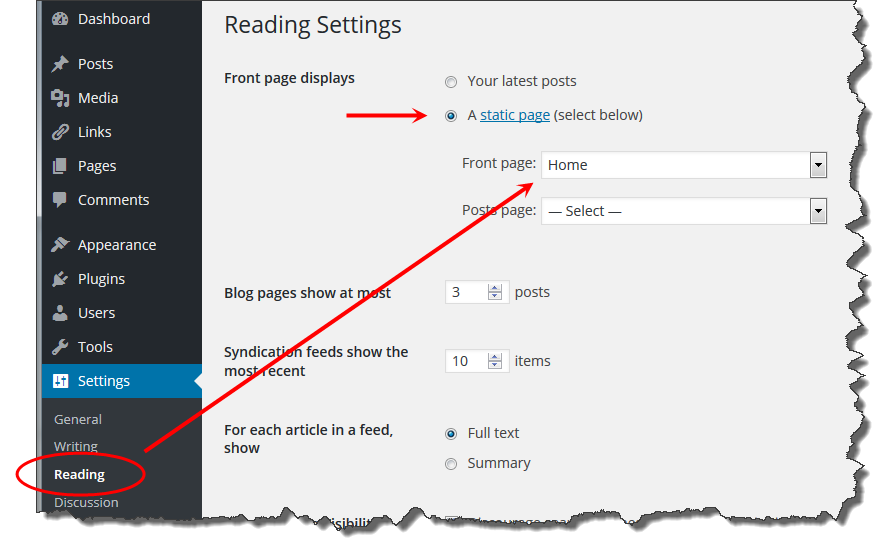 Dashboard
Posts
Media
Links
Pages
Comments
Appearance
Plugins
Users
Tools
Settings
General
Writing
Reading
Discussion
Reading Settings
Front page displays
Your latest posts
A static page (select below)
Front page: Home
Posts page: — Select —
Blog pages show at most 3 posts
Syndication feeds show the
most recent
10 items
For each article in a feed,
show
Full text
Summary